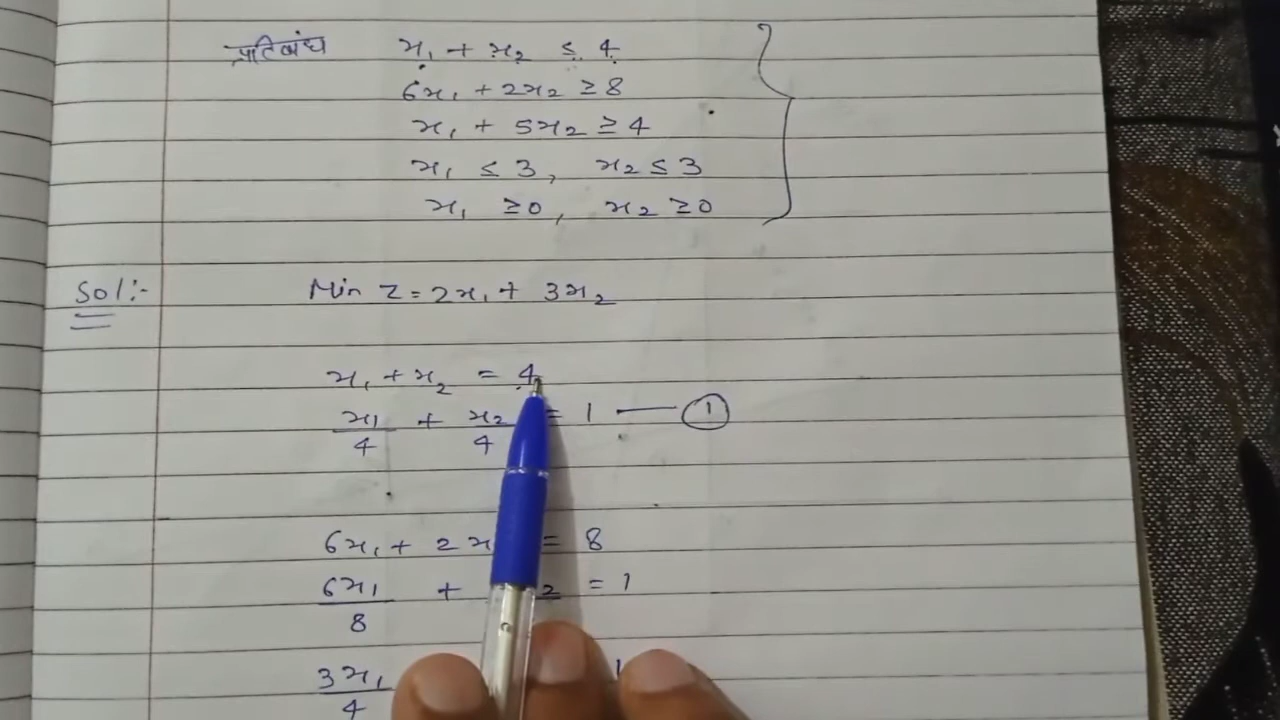 प्रतिबंध x₁ + x₂ ≤ 4
6x₁ + 2x₂ ≥ 8
x₁ + 5x₂ ≥ 4
x₁ ≤ 3, x₂ ≤ 3
x₁ ≥ 0, x₂ ≥ 0
Sol:- Min Z = 2x₁ + 3x₂
x₁ + x₂ = 4
x₁/4 + x₂/4 = 1 — ①
6x₁ + 2x = 8
6x₁/8 + 2 = 1
3x₁/4